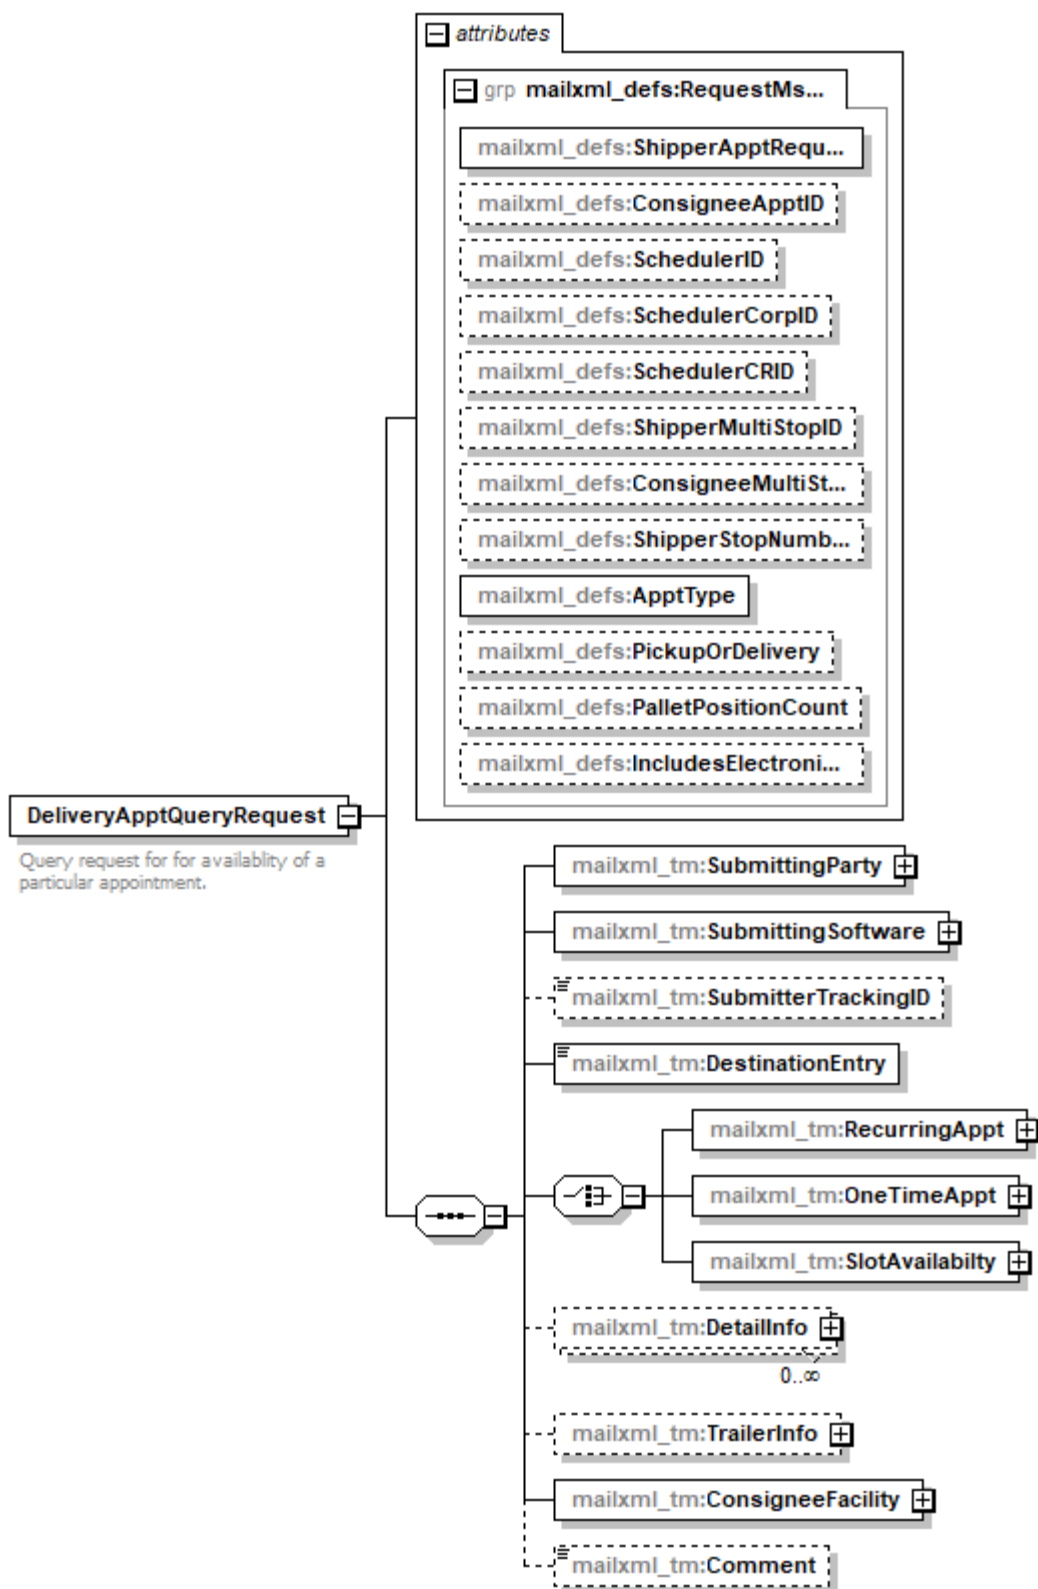 attributes
grp mailxml_defs:RequestMs...
mailxml_defs:ShipperApptRequ...
mailxml_defs:ConsigneeApptID
mailxml_defs:SchedulerID
mailxml_defs:SchedulerCorpID
mailxml_defs:SchedulerCRID
mailxml_defs:ShipperMultiStopID
mailxml_defs:ConsigneeMultiSt...
mailxml_defs:ShipperStopNumb...
mailxml_defs:ApptType
mailxml_defs:PickupOrDelivery
mailxml_defs:PalletPositionCount
mailxml_defs:IncludesElectroni...
DeliveryApptQueryRequest
Query request for for availablity of a
particular appointment.
mailxml_tm:SubmittingParty
mailxml_tm:SubmittingSoftware
mailxml_tm:SubmitterTrackingID
mailxml_tm:DestinationEntry
mailxml_tm:RecurringAppt
mailxml_tm:OneTimeAppt
mailxml_tm:SlotAvailabilty
mailxml_tm:DetailInfo
0..∞
mailxml_tm:TrailerInfo
mailxml_tm:ConsigneeFacility
mailxml_tm:Comment